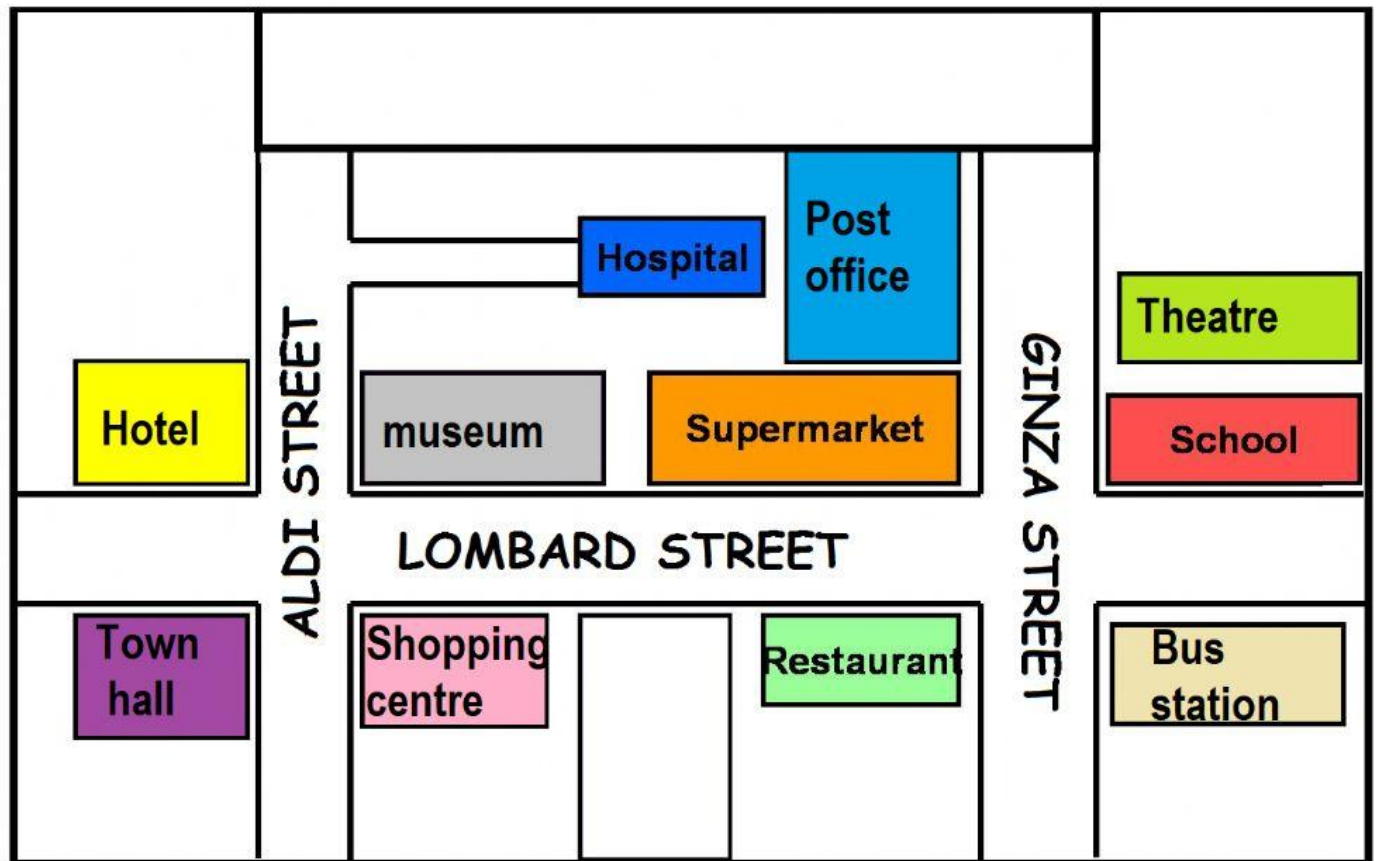 Hospital
Post
office
Theatre
Hotel
museum
Supermarket
School
ALDI STREET
GINZA STREET
LOMBARD STREET
Town
hall
Shopping
centre
Restaurant
Bus
station